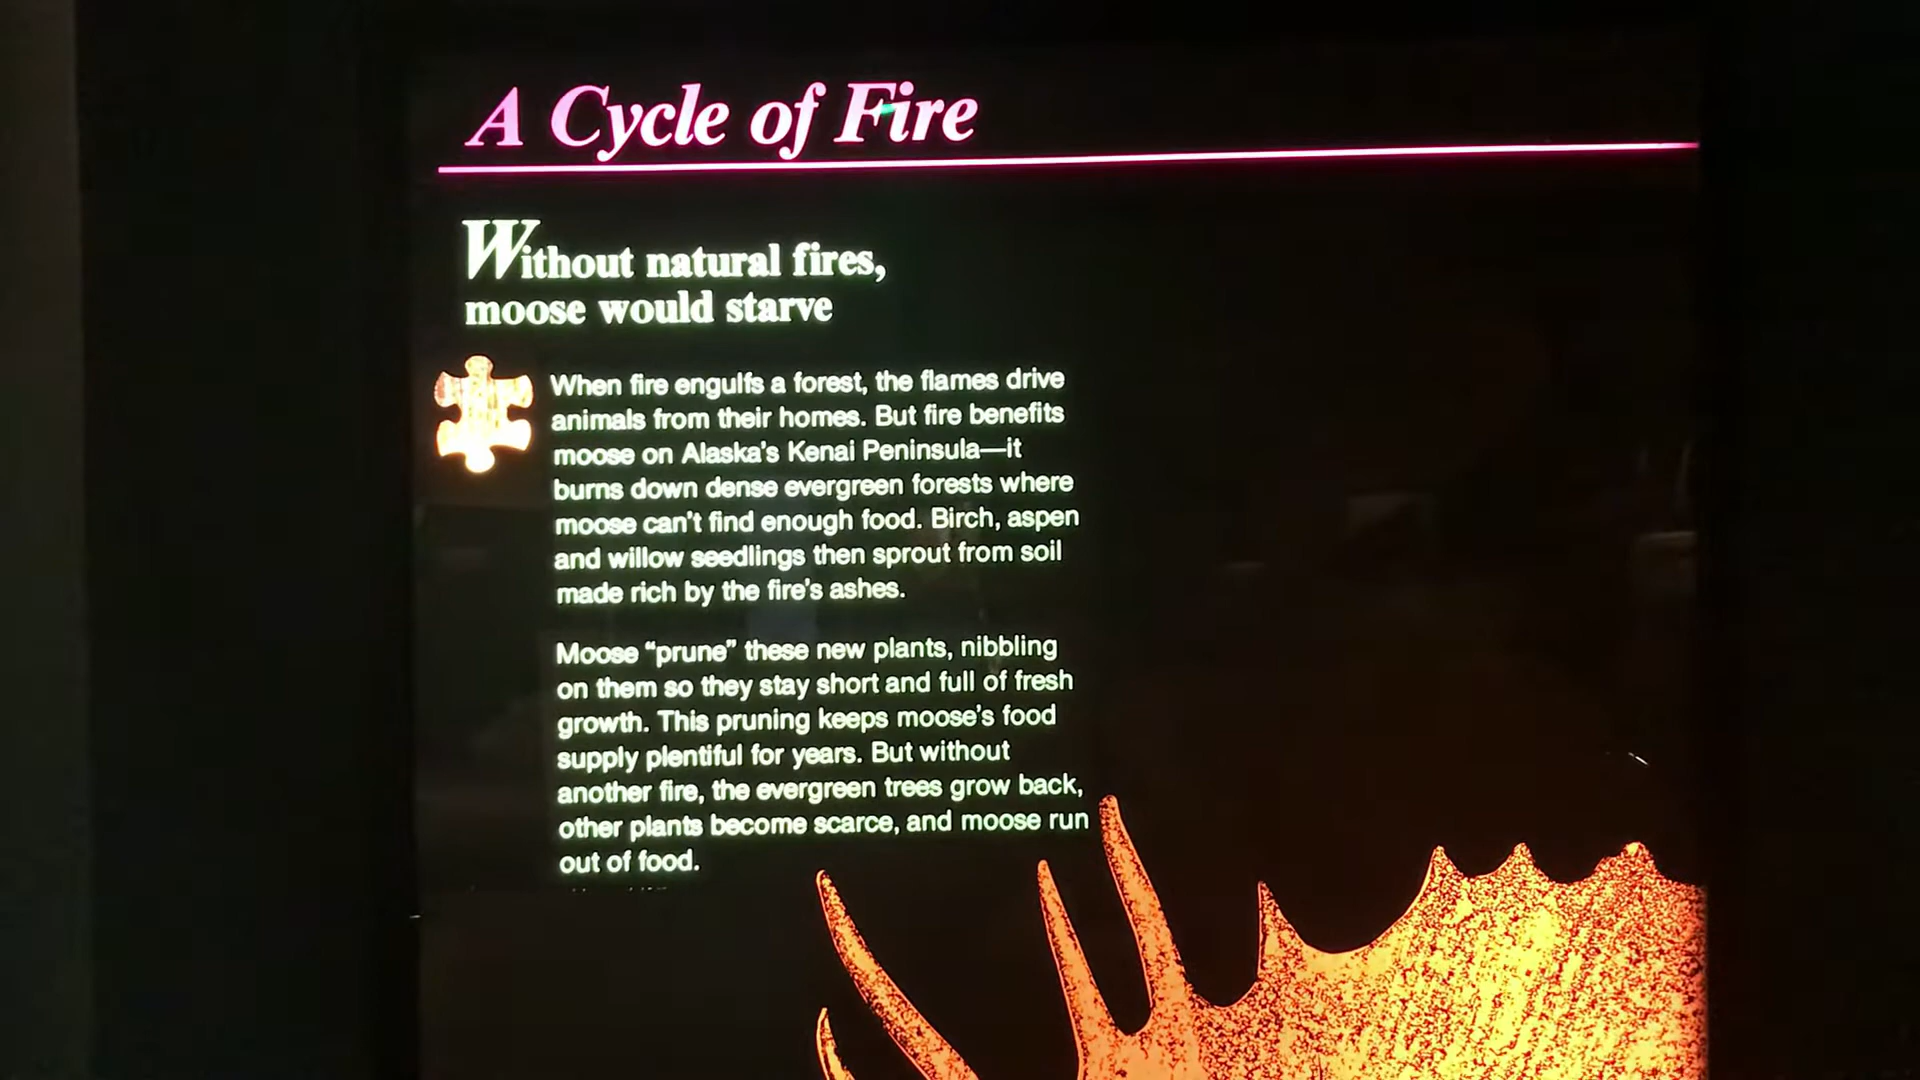 A Cycle of Fire
Without natural fires,
moose would starve
When fire engulfs a forest, the flames drive
animals from their homes. But fire benefits
moose on Alaska's Kenai Peninsula—it
burns down dense evergreen forests where
moose can't find enough food. Birch, aspen
and willow seedlings then sprout from soil
made rich by the fire's ashes.
Moose “prune” these new plants, nibbling
on them so they stay short and full of fresh
growth. This pruning keeps moose's food
supply plentiful for years. But without
another fire, the evergreen trees grow back,
other plants become scarce, and moose run
out of food.